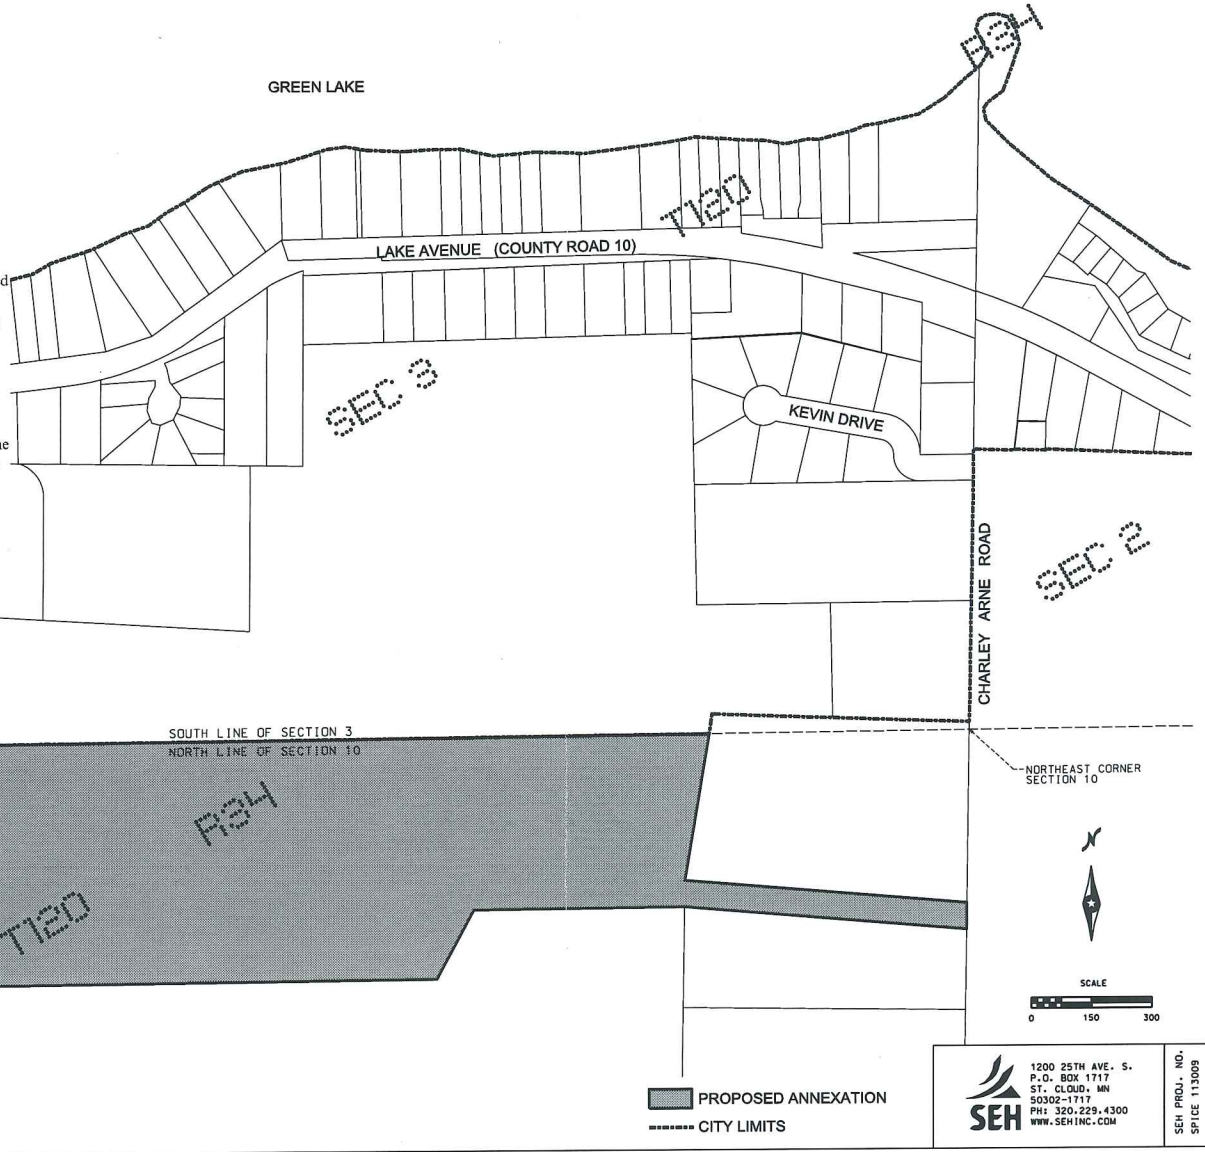 GREEN LAKE
R34
T120
d
LAKE AVENUE (COUNTY ROAD 10)
SEC 3
KEVIN DRIVE
ne
SEC 2
CHARLEY ARNE ROAD
SOUTH LINE OF SECTION 3
NORTH LINE OF SECTION 10
NORTHEAST CORNER
SECTION 10
R34
T120
N
SCALE
0 150 300
PROPOSED ANNEXATION
CITY LIMITS
SEH
1200 25TH AVE. S.
P.O. BOX 1717
ST. CLOUD, MN
50302-1717
PH: 320.229.4300
WWW.SEHINC.COM
SEH PROJ. NO.
SPICE 113009